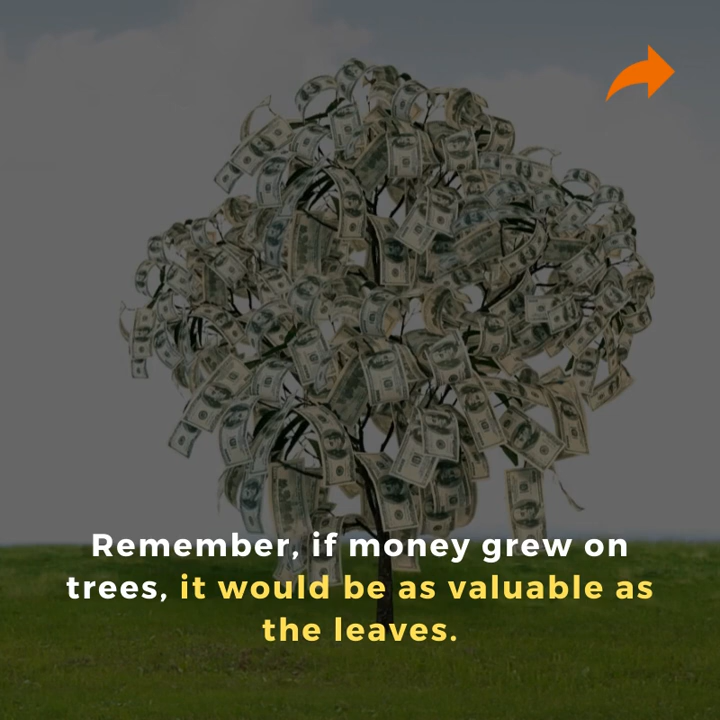 Remember, if money grew on
trees, it would be as valuable as
the leaves.